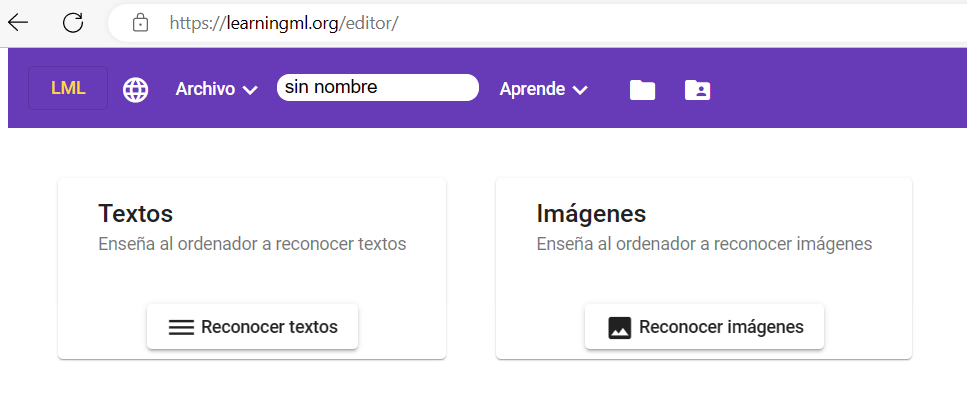 https://learningml.org/editor/
LML Archivo sin nombre Aprende
Textos
Enseña al ordenador a reconocer textos
Reconocer textos
Imágenes
Enseña al ordenador a reconocer imágenes
Reconocer imágenes